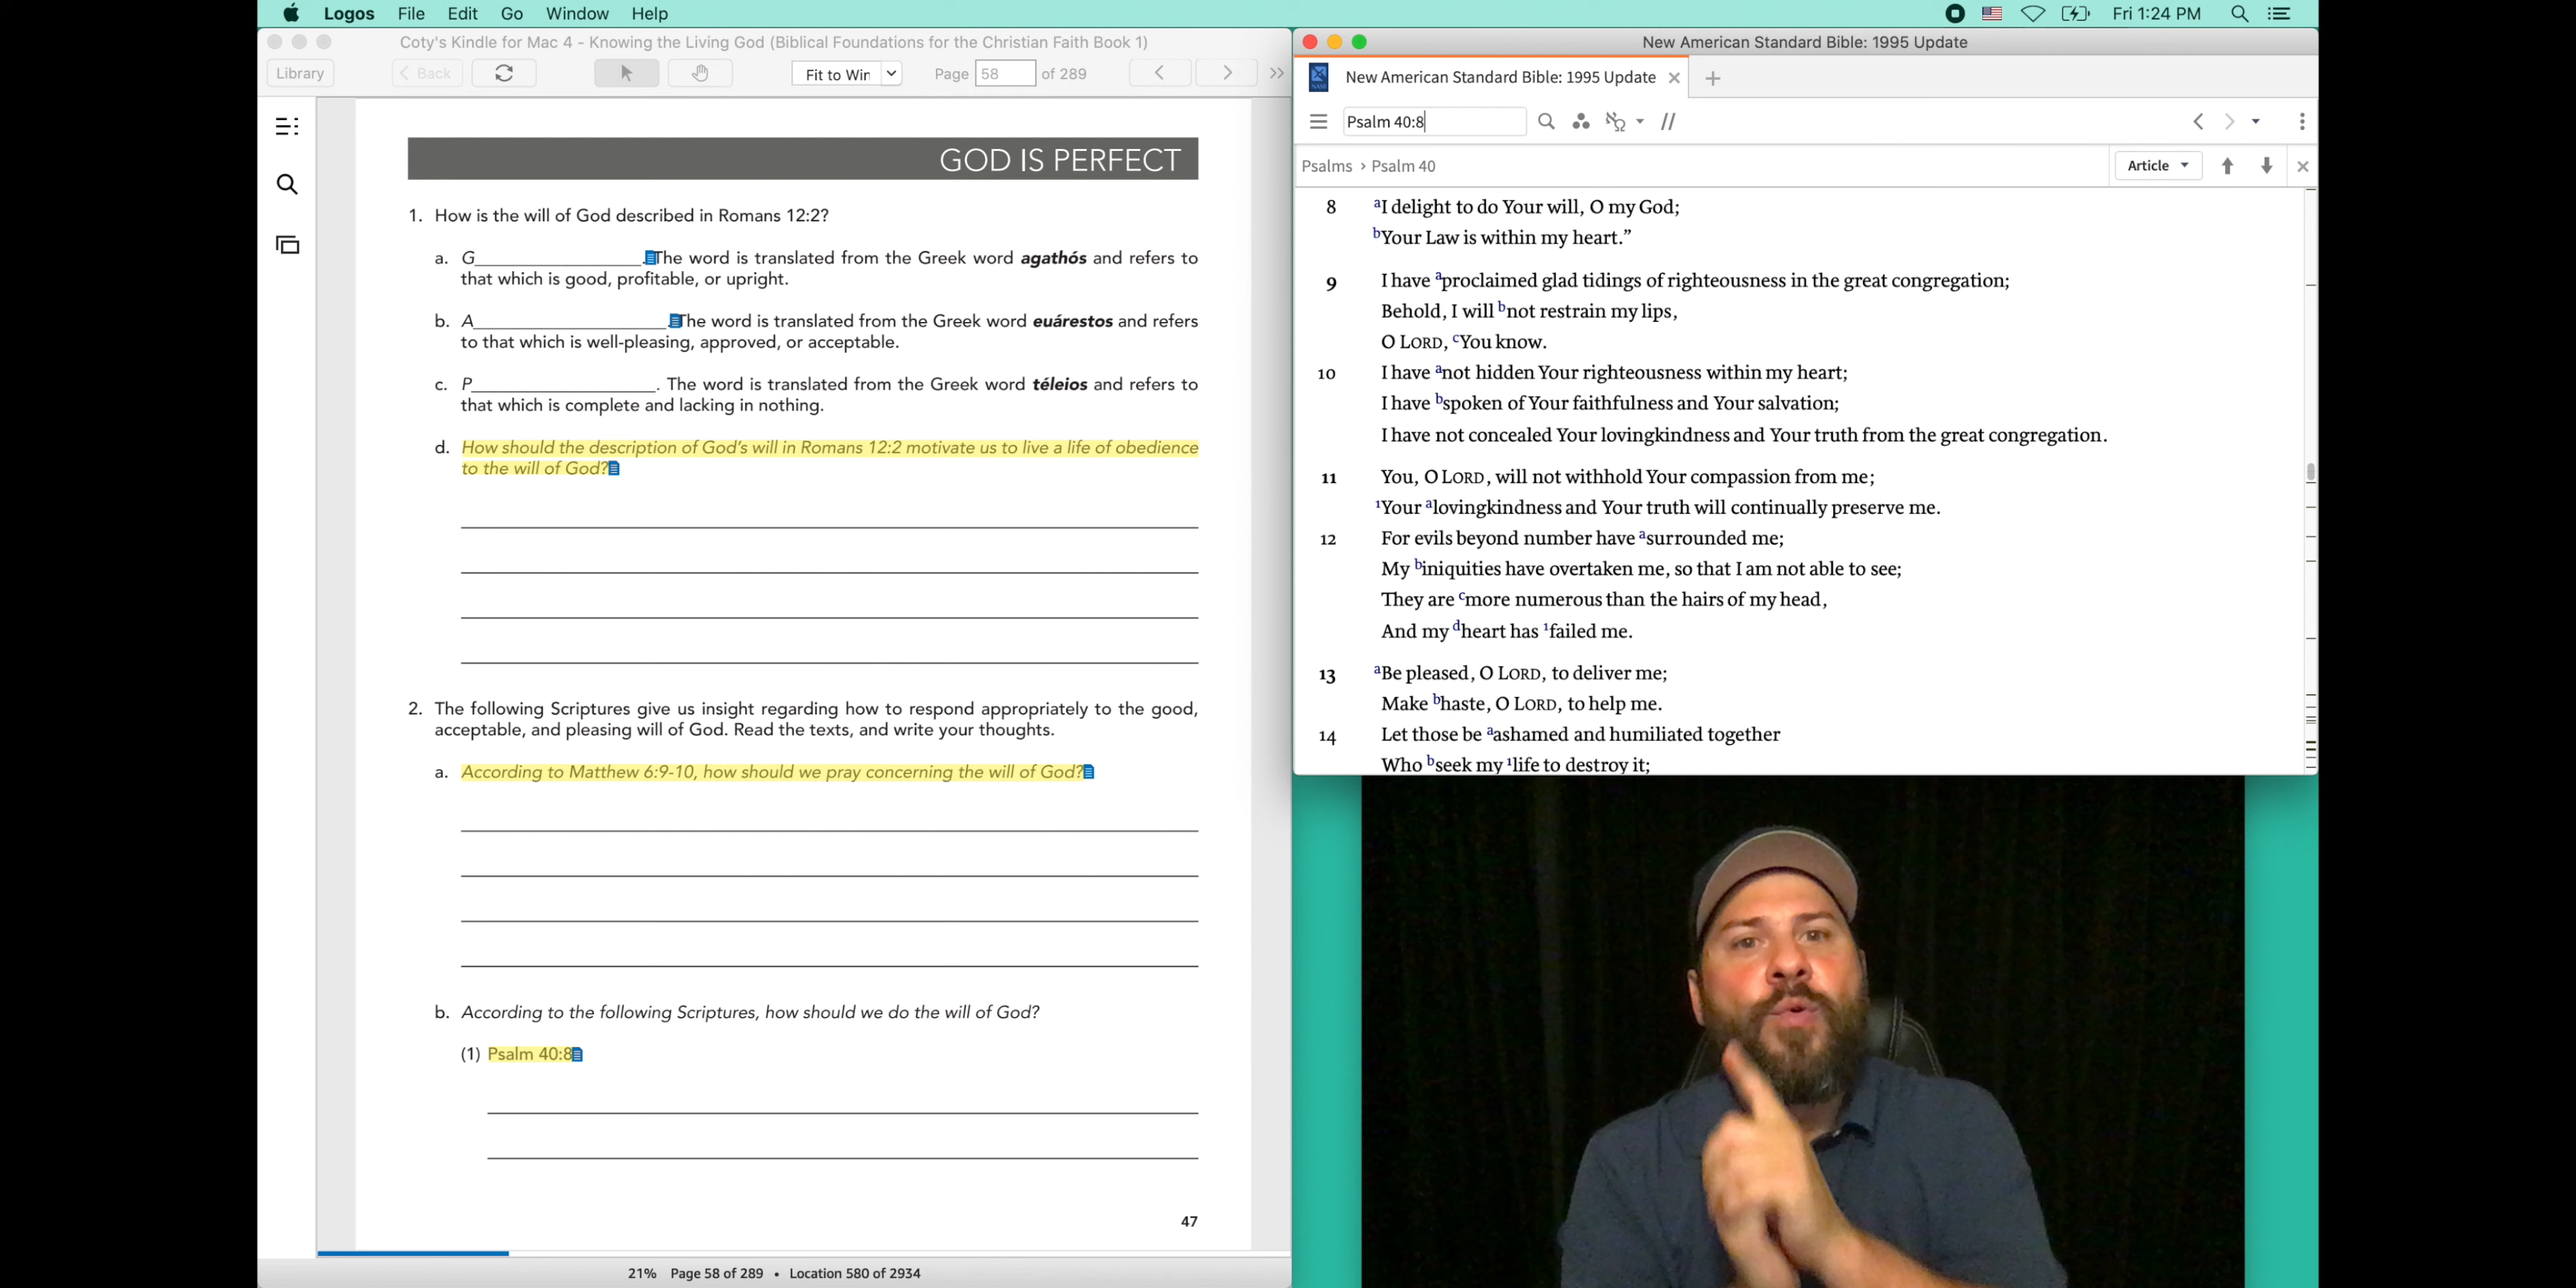 Logos File Edit Go Window Help
Fri 1:24 PM
Coty's Kindle for Mac 4 - Knowing the Living God (Biblical Foundations for the Christian Faith Book 1)
Library Back Fit to Win Page 58 of 289
GOD IS PERFECT
1. How is the will of God described in Romans 12:2?
a. G__________________. The word is translated from the Greek word agathós and refers to
that which is good, profitable, or upright.
b. A____________________. The word is translated from the Greek word euárestos and refers
to that which is well-pleasing, approved, or acceptable.
c. P___________________. The word is translated from the Greek word téleios and refers to
that which is complete and lacking in nothing.
d. How should the description of God's will in Romans 12:2 motivate us to live a life of obedience
to the will of God?
2. The following Scriptures give us insight regarding how to respond appropriately to the good,
acceptable, and pleasing will of God. Read the texts, and write your thoughts.
a. According to Matthew 6:9-10, how should we pray concerning the will of God?
b. According to the following Scriptures, how should we do the will of God?
(1) Psalm 40:8
47
21% Page 58 of 289 • Location 580 of 2934
New American Standard Bible: 1995 Update
New American Standard Bible: 1995 Update
Psalm 40:8
Psalms › Psalm 40
Article
8 aI delight to do Your will, O my God;
bYour Law is within my heart.”
9 I have aproclaimed glad tidings of righteousness in the great congregation;
Behold, I will bnot restrain my lips,
O LORD, cYou know.
10 I have anot hidden Your righteousness within my heart;
I have bspoken of Your faithfulness and Your salvation;
I have not concealed Your lovingkindness and Your truth from the great congregation.
11 You, O LORD, will not withhold Your compassion from me;
1Your alovingkindness and Your truth will continually preserve me.
12 For evils beyond number have asurrounded me;
My biniquities have overtaken me, so that I am not able to see;
They are cmore numerous than the hairs of my head,
And my dheart has 1failed me.
13 aBe pleased, O LORD, to deliver me;
Make bhaste, O LORD, to help me.
14 Let those be aashamed and humiliated together
Who bseek my 1life to destroy it;